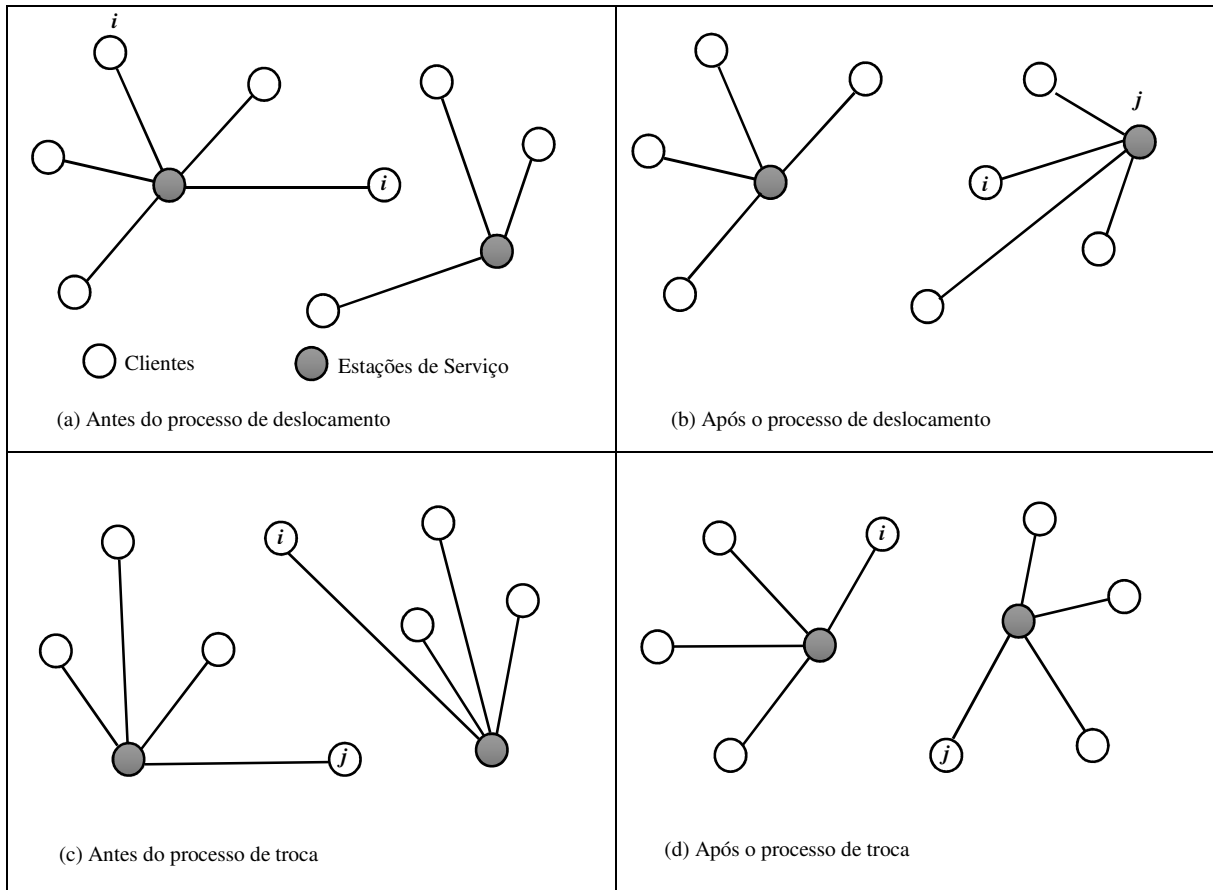 i
i
Clientes
Estações de Serviço
(a) Antes do processo de deslocamento
j
i
(b) Após o processo de deslocamento
i
j
(c) Antes do processo de troca
i
j
(d) Após o processo de troca